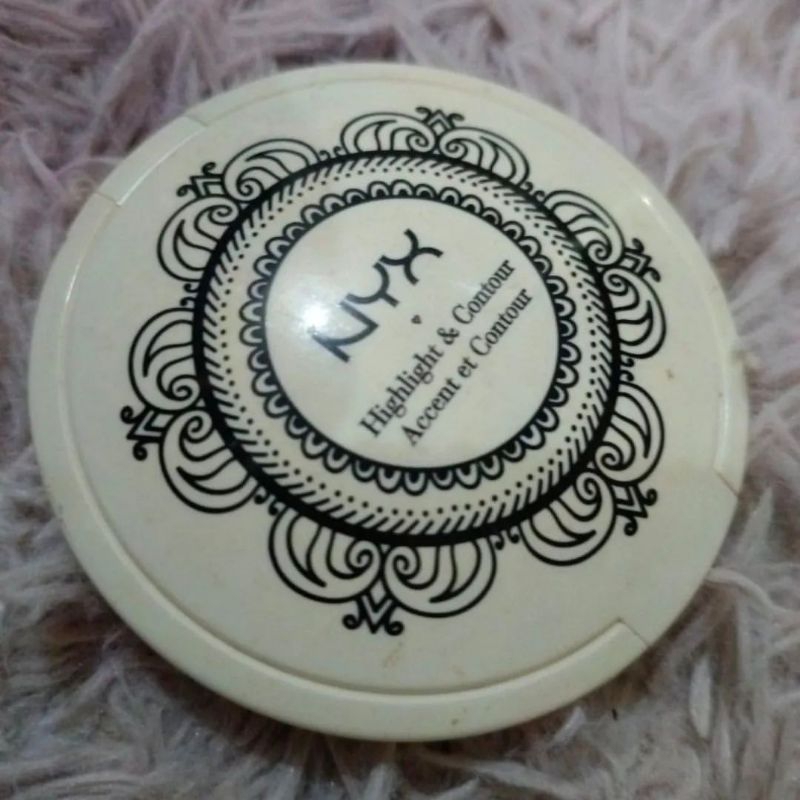 NYX
Highlight & Contour
Accent et Contour